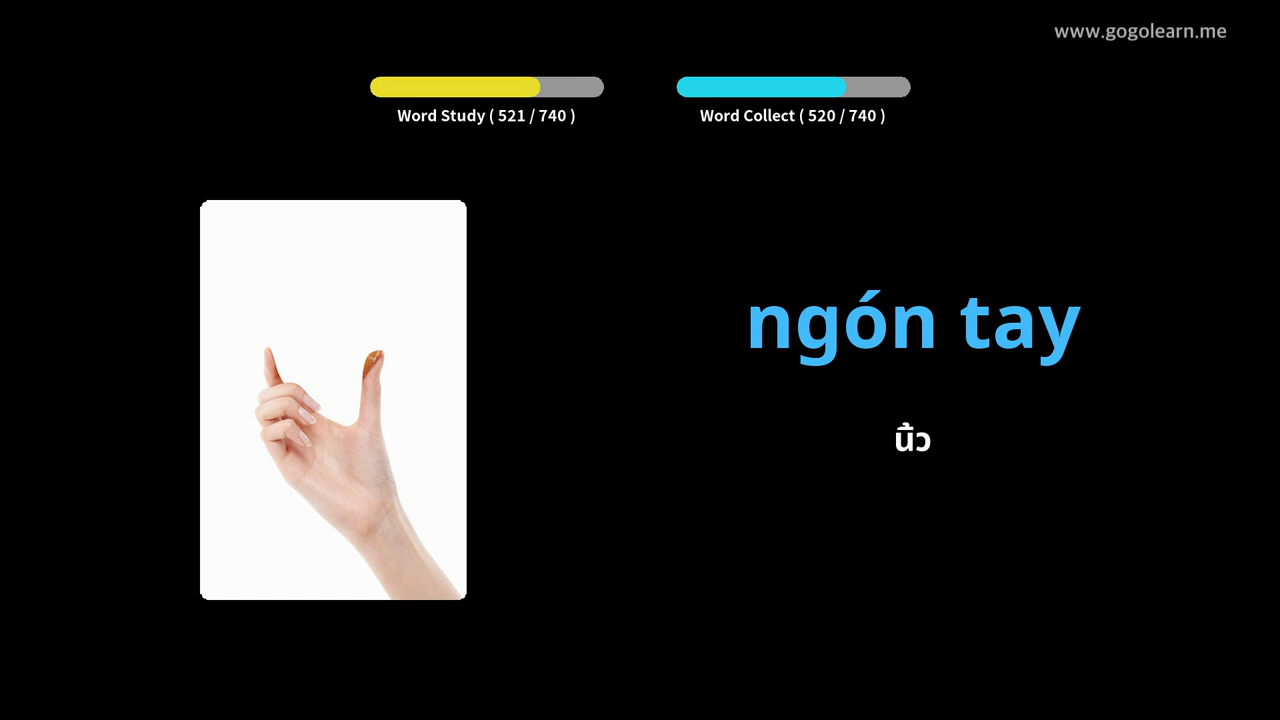 www.gogolearn.me
Word Study ( 521 / 740 )
Word Collect ( 520 / 740 )
ngón tay
นิ้ว